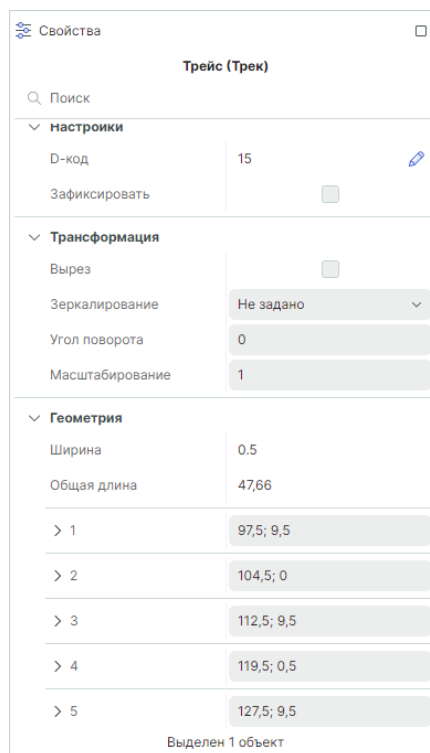 Свойства
Трейс (Трек)
Поиск
Настройки
D-код 15
Зафиксировать
Трансформация
Вырез
Зеркалирование Не задано
Угол поворота 0
Масштабирование 1
Геометрия
Ширина 0.5
Общая длина 47,66
1 97,5; 9,5
2 104,5; 0
3 112,5; 9,5
4 119,5; 0,5
5 127,5; 9,5
Выделен 1 объект